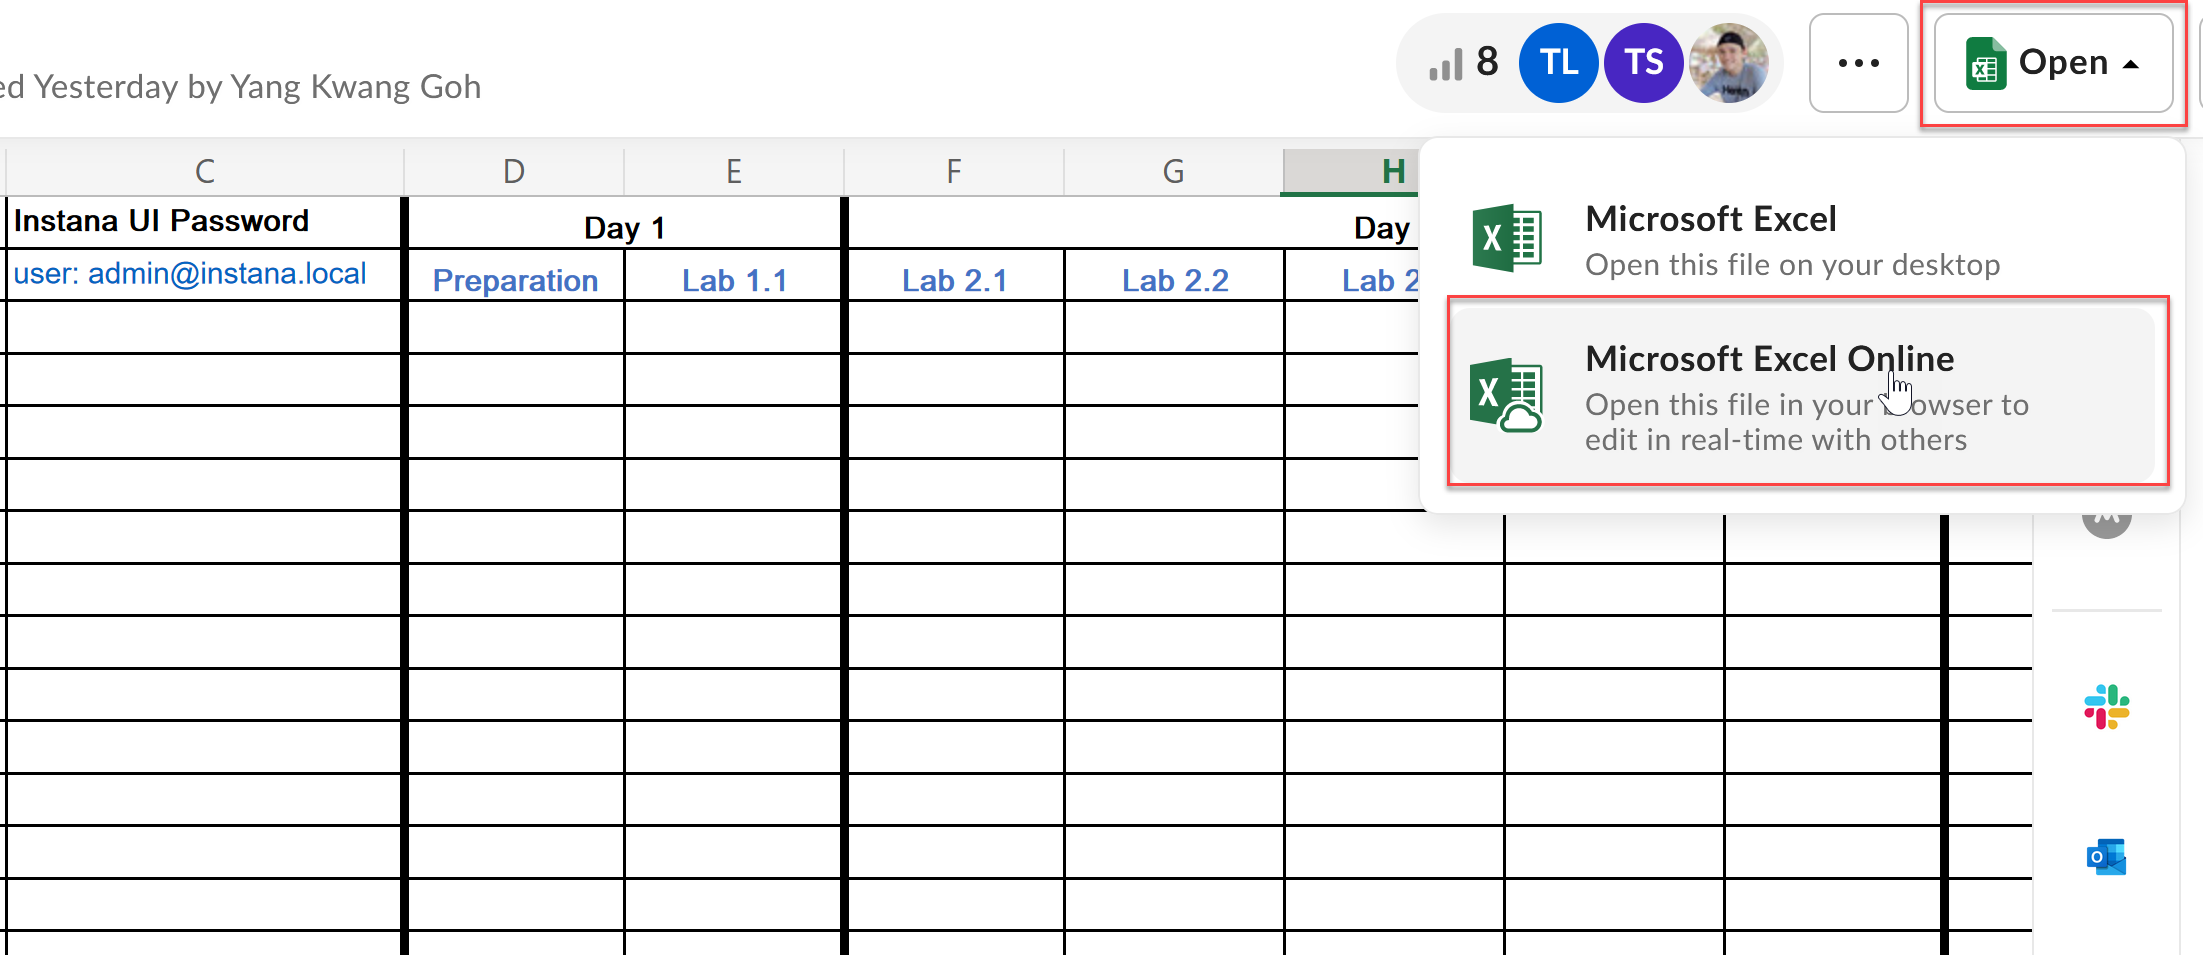 8 TL TS ... Open
ed Yesterday by Yang Kwang Goh
C D E F G H
Instana UI Password Day 1 Day
user: admin@instana.local Preparation Lab 1.1 Lab 2.1 Lab 2.2 Lab 2
Microsoft Excel
Open this file on your desktop
Microsoft Excel Online
Open this file in your browser to
edit in real-time with others